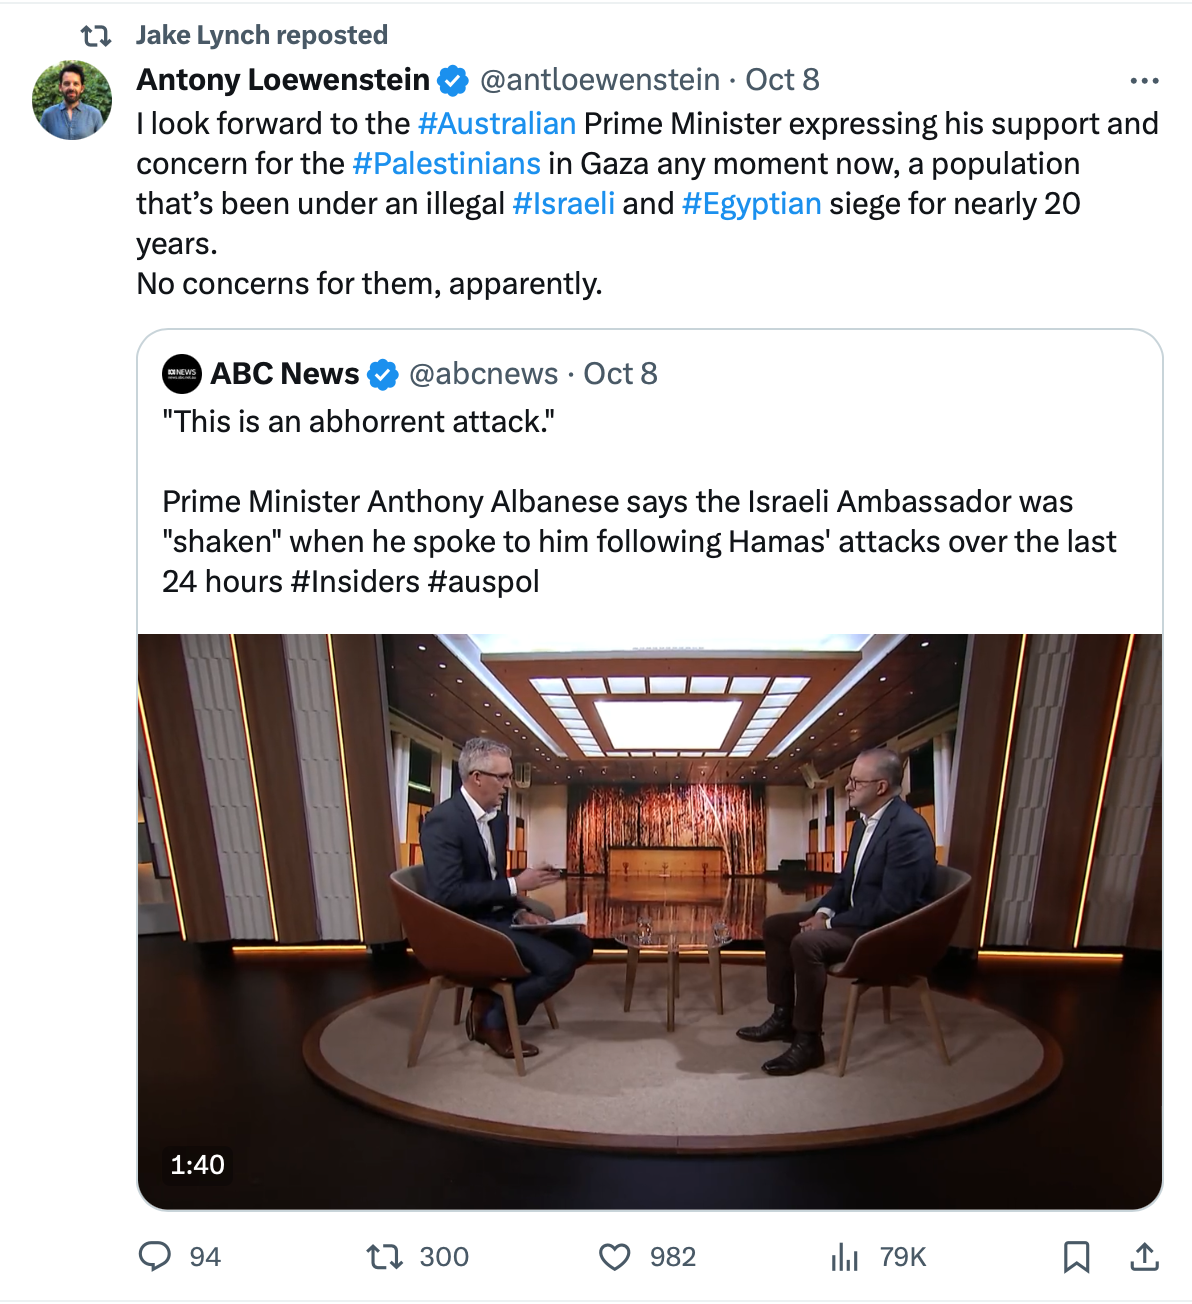 Jake Lynch reposted
Antony Loewenstein @antloewenstein · Oct 8
I look forward to the #Australian Prime Minister expressing his support and
concern for the #Palestinians in Gaza any moment now, a population
that’s been under an illegal #Israeli and #Egyptian siege for nearly 20
years.
No concerns for them, apparently.
NEWS
ABC News @abcnews · Oct 8
"This is an abhorrent attack."
Prime Minister Anthony Albanese says the Israeli Ambassador was
"shaken" when he spoke to him following Hamas' attacks over the last
24 hours #Insiders #auspol
1:40
94 300 982 79K